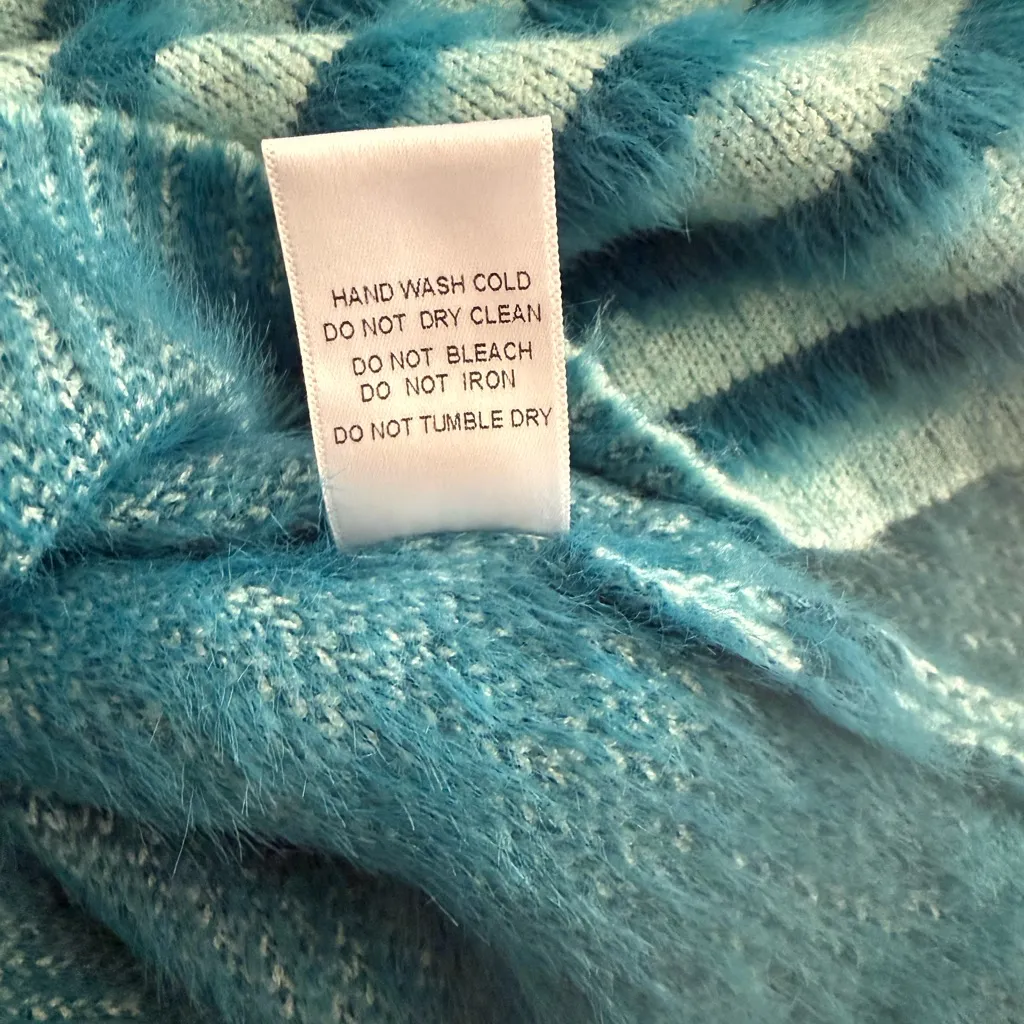 HAND WASH COLD
DO NOT DRY CLEAN
DO NOT BLEACH
DO NOT IRON
DO NOT TUMBLE DRY